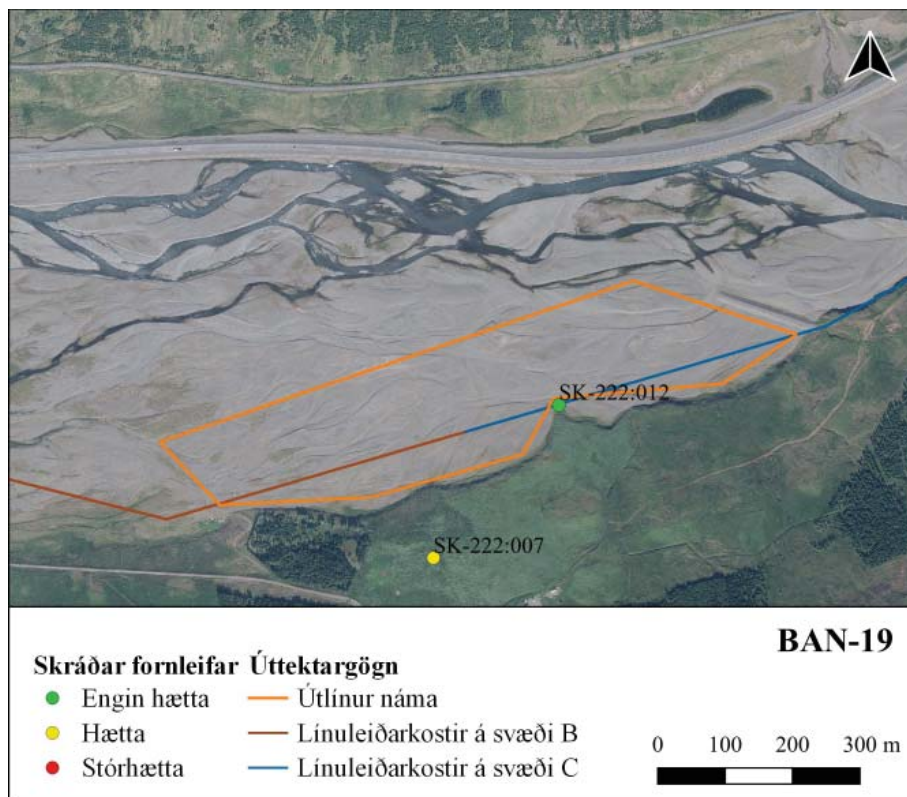 SK-222:012
SK-222:007
BAN-19
Skráðar fornleifar Úttektargögn
Engin hætta Útlínur náma
Hætta Línuleiðarkostir á svæði B
Stórhætta Línuleiðarkostir á svæði C
0 100 200 300 m